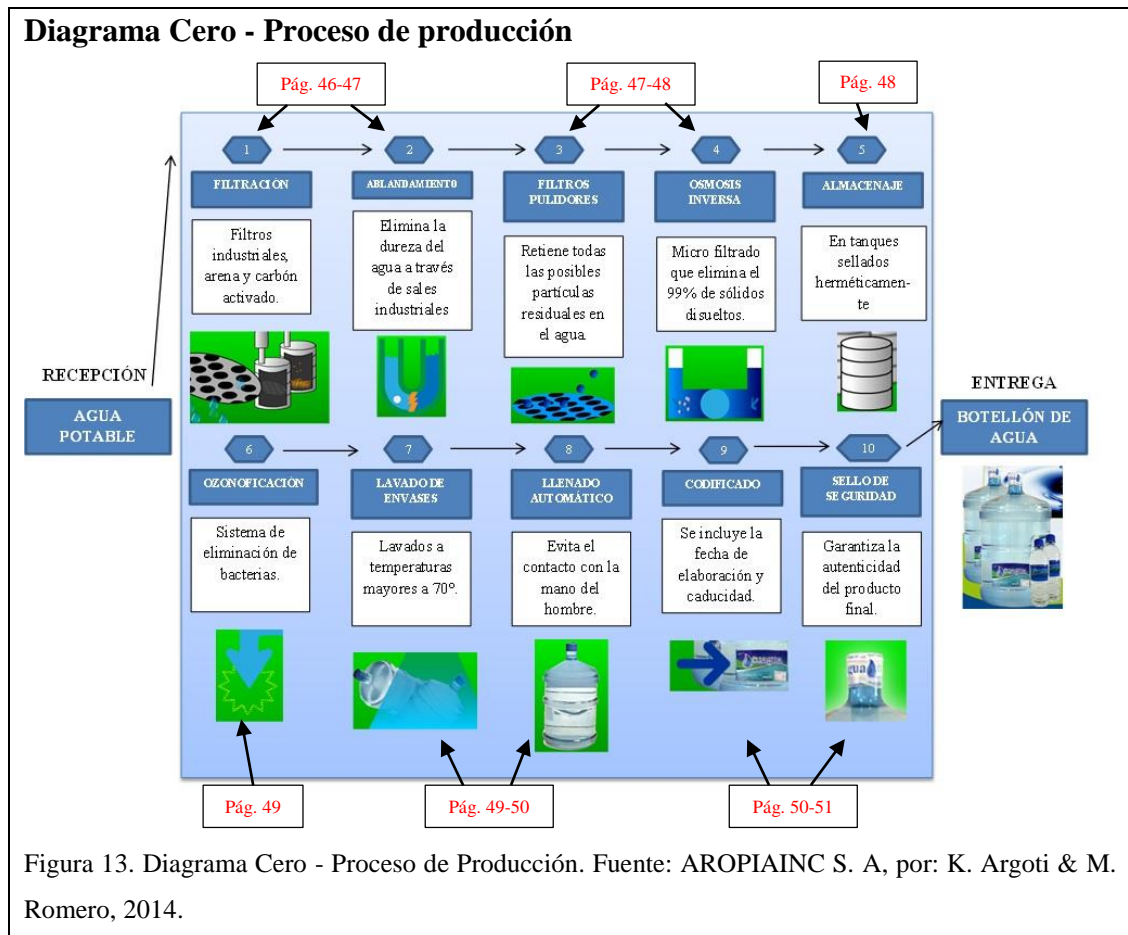 Diagrama Cero - Proceso de producción
Pág. 46-47
Pág. 47-48
Pág. 48
1
2
3
4
5
FILTRACIÓN
ABLANDAMIENTO
FILTROS
PULIDORES
OSMOSIS
INVERSA
ALMACENAJE
Filtros
industriales,
arena y carbón
activado.
Elimina la
dureza del
agua a través
de sales
industriales
Retiene todas
las posibles
partículas
residuales en
el agua
Micro filtrado
que elimina el
99% de sólidos
disueltos.
En tanques
sellados
herméticamen-
te
RECEPCIÓN
AGUA
POTABLE
ENTREGA
BOTELLÓN DE
AGUA
6
7
8
9
10
OZONOFICACIÓN
LAVADO DE
ENVASES
LLENADO
AUTOMÁTICO
CODIFICADO
SELLO DE
SEGURIDAD
Sistema de
eliminación de
bacterias.
Lavados a
temperaturas
mayores a 70°.
Evita el
contacto con la
mano del
hombre.
Se incluye la
fecha de
elaboración y
caducidad.
Garantiza la
autenticidad
del producto
final.
Pág. 49
Pág. 49-50
Pág. 50-51
Figura 13. Diagrama Cero - Proceso de Producción. Fuente: AROPIAINC S. A, por: K. Argoti & M.
Romero, 2014.